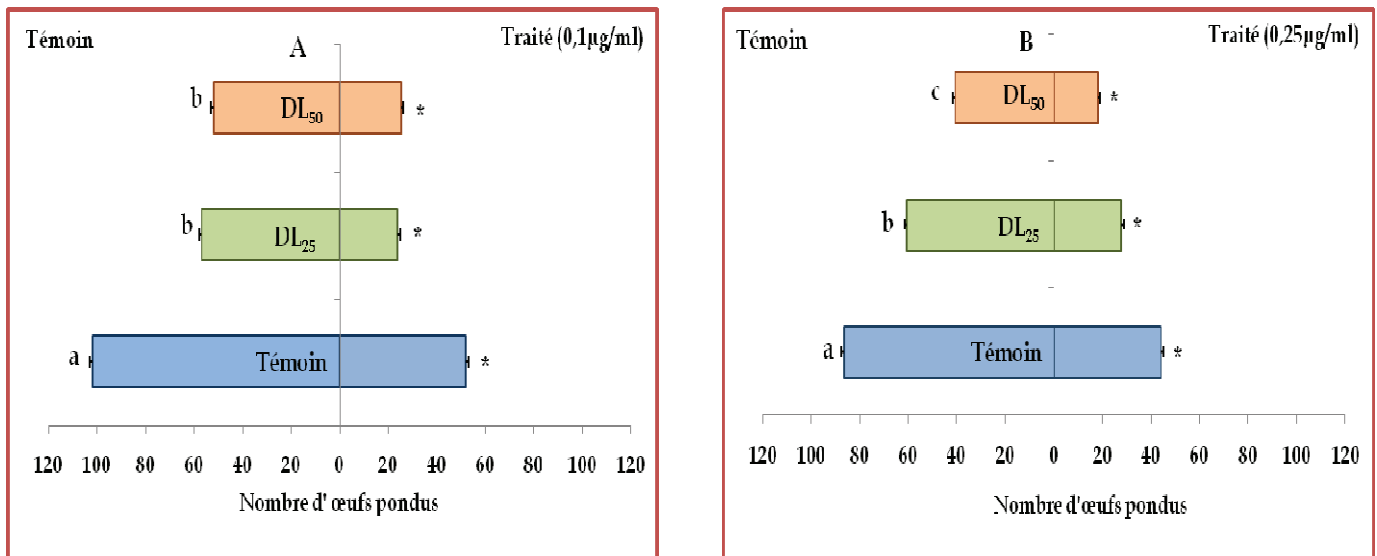 Témoin A Traité (0,1µg/ml)
b DL50 *
b DL25 *
a Témoin *
120 100 80 60 40 20 0 20 40 60 80 100 120
Nombre d' œufs pondus
Témoin B Traité (0,25µg/ml)
c DL50 *
b DL25 *
a Témoin *
120 100 80 60 40 20 0 20 40 60 80 100 120
Nombre d'œufs pondus